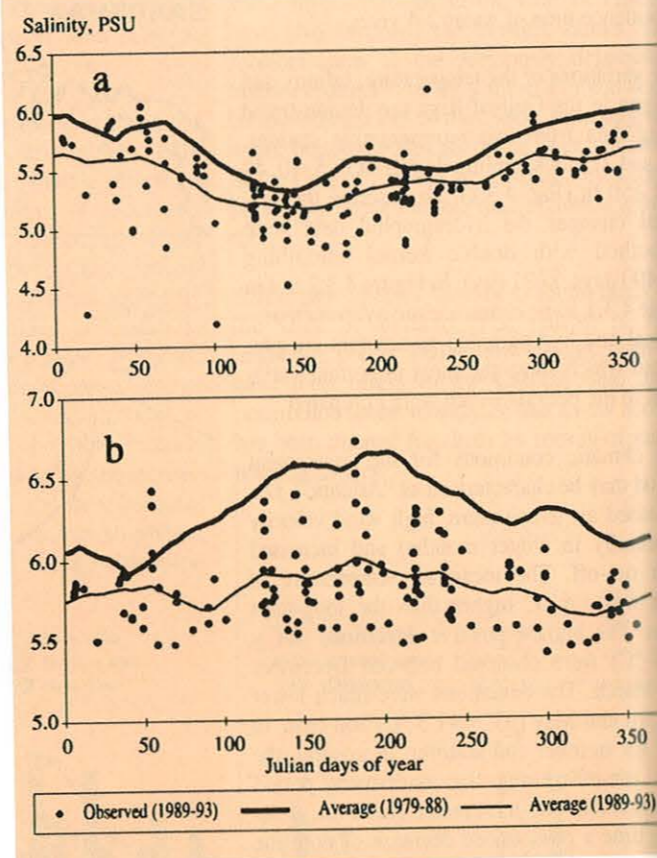 Salinity, PSU
6.5
a
6.0
5.5
5.0
4.5
4.0
0 50 100 150 200 250 300 350
7.0
b
6.5
6.0
5.5
5.0
0 50 100 150 200 250 300 350
Julian days of year
Observed (1989-93) Average (1979-88) Average (1989-93)